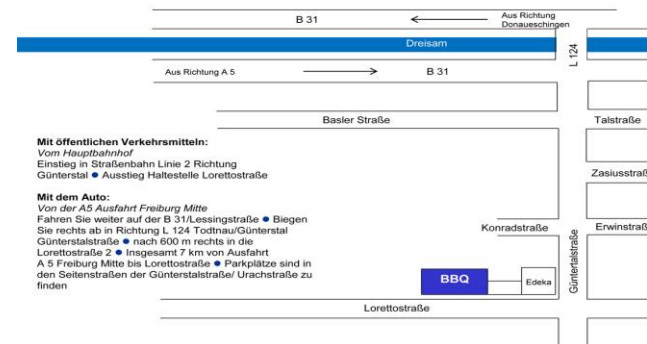 B 31
Aus Richtung
Donaueschingen
Dreisam
L 124
Aus Richtung A 5
B 31
Basler Straße
Talstraße
Mit öffentlichen Verkehrsmitteln:
Vom Hauptbahnhof
Einstieg in Straßenbahn Linie 2 Richtung
Günterstal ● Ausstieg Haltestelle Lorettostraße
Zasiusstraß
Mit dem Auto:
Von der A5 Ausfahrt Freiburg Mitte
Fahren Sie weiter auf der B 31/Lessingstraße ● Biegen
Sie rechts ab in Richtung L 124 Todtnau/Günterstal
Günterstalstraße ● nach 600 m rechts in die
Lorettostraße 2 ● Insgesamt 7 km von Ausfahrt
A 5 Freiburg Mitte bis Lorettostraße ● Parkplätze sind in
den Seitenstraßen der Günterstalstraße/ Urachstraße zu
finden
Konradstraße
Erwinstraße
Güntertalstraße
BBQ
Edeka
Lorettostraße